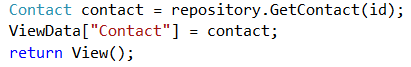 Contact contact = repository.GetContact(id);
ViewData["Contact"] = contact;
return View();